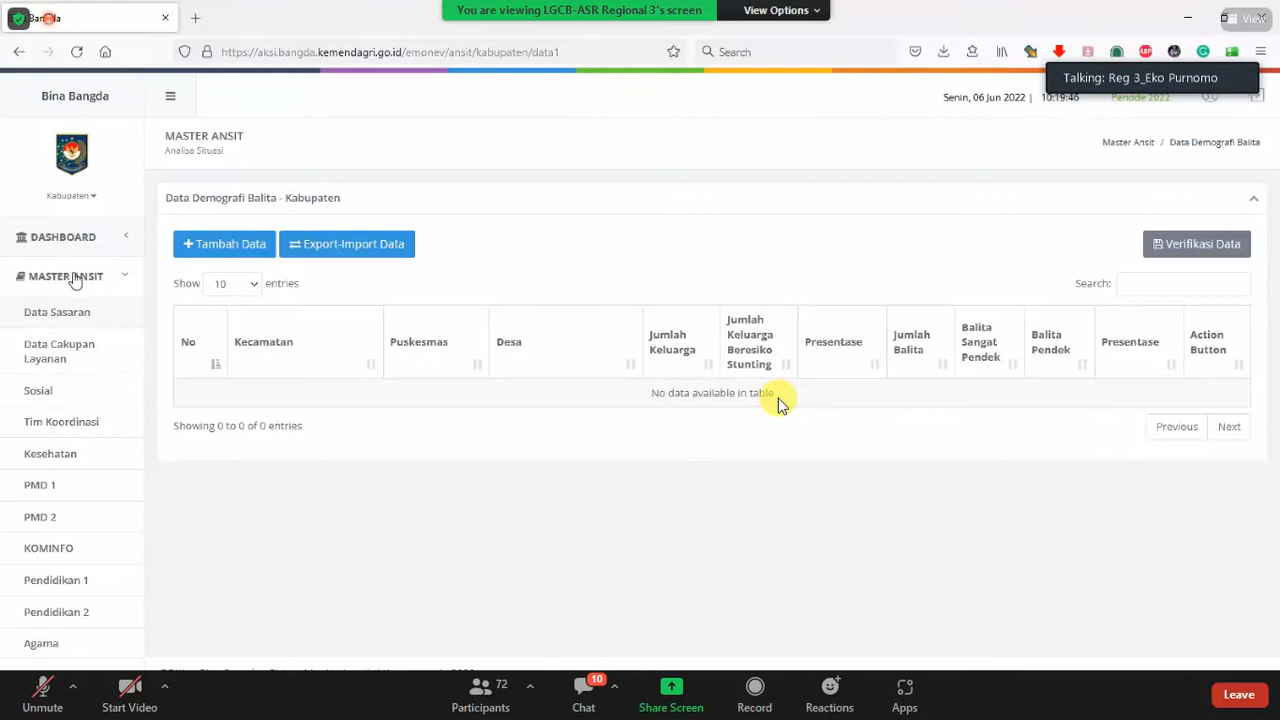 You are viewing LGCB-ASR Regional 3's screen
View Options
View
https://aksi.bangda.kemendagri.go.id/emonev/ansit/kabupaten/data1
Search
Talking: Reg 3_Eko Purnomo
Bina Bangda
Senin, 06 Jun 2022 | 10:19:46
Periode 2022
MASTER ANSIT
Analisa Situasi
Master Ansit / Data Demografi Balita
Kabupaten
DASHBOARD
MASTER ANSIT
Data Sasaran
Data Cakupan
Layanan
Sosial
Tim Koordinasi
Kesehatan
PMD 1
PMD 2
KOMINFO
Pendidikan 1
Pendidikan 2
Agama
Data Demografi Balita - Kabupaten
Tambah Data
Export-Import Data
Verifikasi Data
Show 10 entries
Search:
No
Kecamatan
Puskesmas
Desa
Jumlah
Keluarga
Jumlah
Keluarga
Beresiko
Stunting
Presentase
Jumlah
Balita
Balita
Sangat
Pendek
Balita
Pendek
Presentase
Action
Button
No data available in table
Showing 0 to 0 of 0 entries
Previous
Next
Unmute
Start Video
72
Participants
10
Chat
Share Screen
Record
Reactions
Apps
Leave